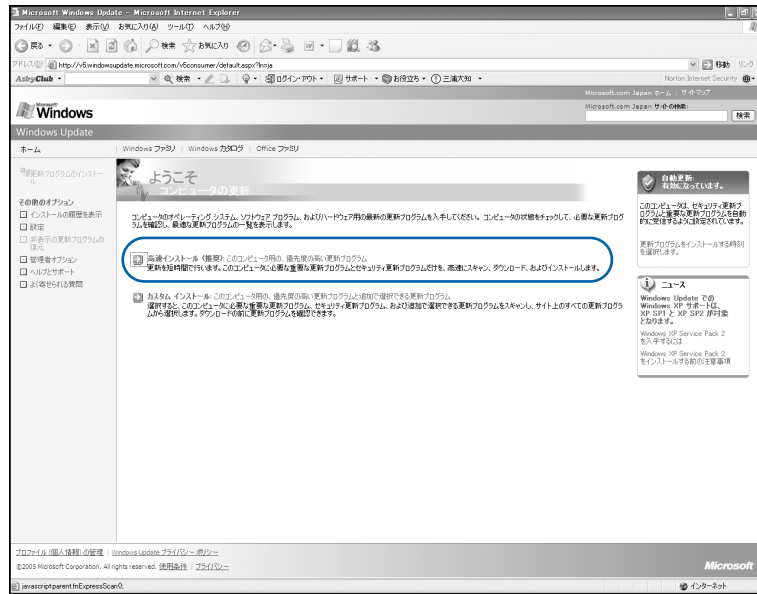 Microsoft Windows Update - Microsoft Internet Explorer
ファイル(F) 編集(E) 表示(V) お気に入り(A) ツール(T) ヘルプ(H)
戻る 検索 お気に入り
アドレス(D) http://v5.windowsupdate.microsoft.com/v5consumer/default.aspx?ln=ja 移動 リンク
AzbyClub 検索 ログイン・アウト サポート お役立ち 三浦大知 Norton Internet Security
Microsoft.com Japan ホーム | サイトマップ
Microsoft Windows
Microsoft.com Japan サイトの検索:
検索
Windows Update
ホーム | Windows ファミリ | Windows カタログ | Office ファミリ
更新プログラムのインストール
その他のオプション
インストールの履歴を表示
設定
非表示の更新プログラムの復元
管理者オプション
ヘルプとサポート
よく寄せられる質問
ようこそ
コンピュータの更新
コンピュータのオペレーティング システム、ソフトウェア プログラム、およびハードウェア用の最新の更新プログラムを入手してください。コンピュータの状態をチェックして、必要な更新プログ
ラムを確認し、最適な更新プログラムの一覧を表示します。
高速インストール (推奨): このコンピュータ用の、優先度の高い更新プログラム
更新を短時間で行います。このコンピュータに必要な重要な更新プログラムとセキュリティ更新プログラムだけを、高速にスキャン、ダウンロード、およびインストールします。
カスタム インストール: このコンピュータ用の、優先度の高い更新プログラムと追加で選択できる更新プログラム
選択すると、このコンピュータに必要な重要な更新プログラム、セキュリティ更新プログラム、および追加で選択できる更新プログラムをスキャンし、サイト上のすべての更新プログラ
ムから選択します。ダウンロードの前に更新プログラムを確認できます。
自動更新:
有効になっています。
このコンピュータは、セキュリティ更新プ
ログラムと重要な更新プログラムを自動
的に受信するように設定されています。
更新プログラムをインストールする時刻
を選択します。
ニュース
Windows Update での
Windows XP サポートは、
XP SP1 と XP SP2 が対象
となります。
Windows XP Service Pack 2
を入手するには
Windows XP Service Pack 2
をインストールする前の注意事項
プロファイル (個人情報) の管理 | Windows Update プライバシー ポリシー
©2005 Microsoft Corporation. All rights reserved. 使用条件 | プライバシー
Microsoft
javascript:parent.fnExpressScan(); インターネット